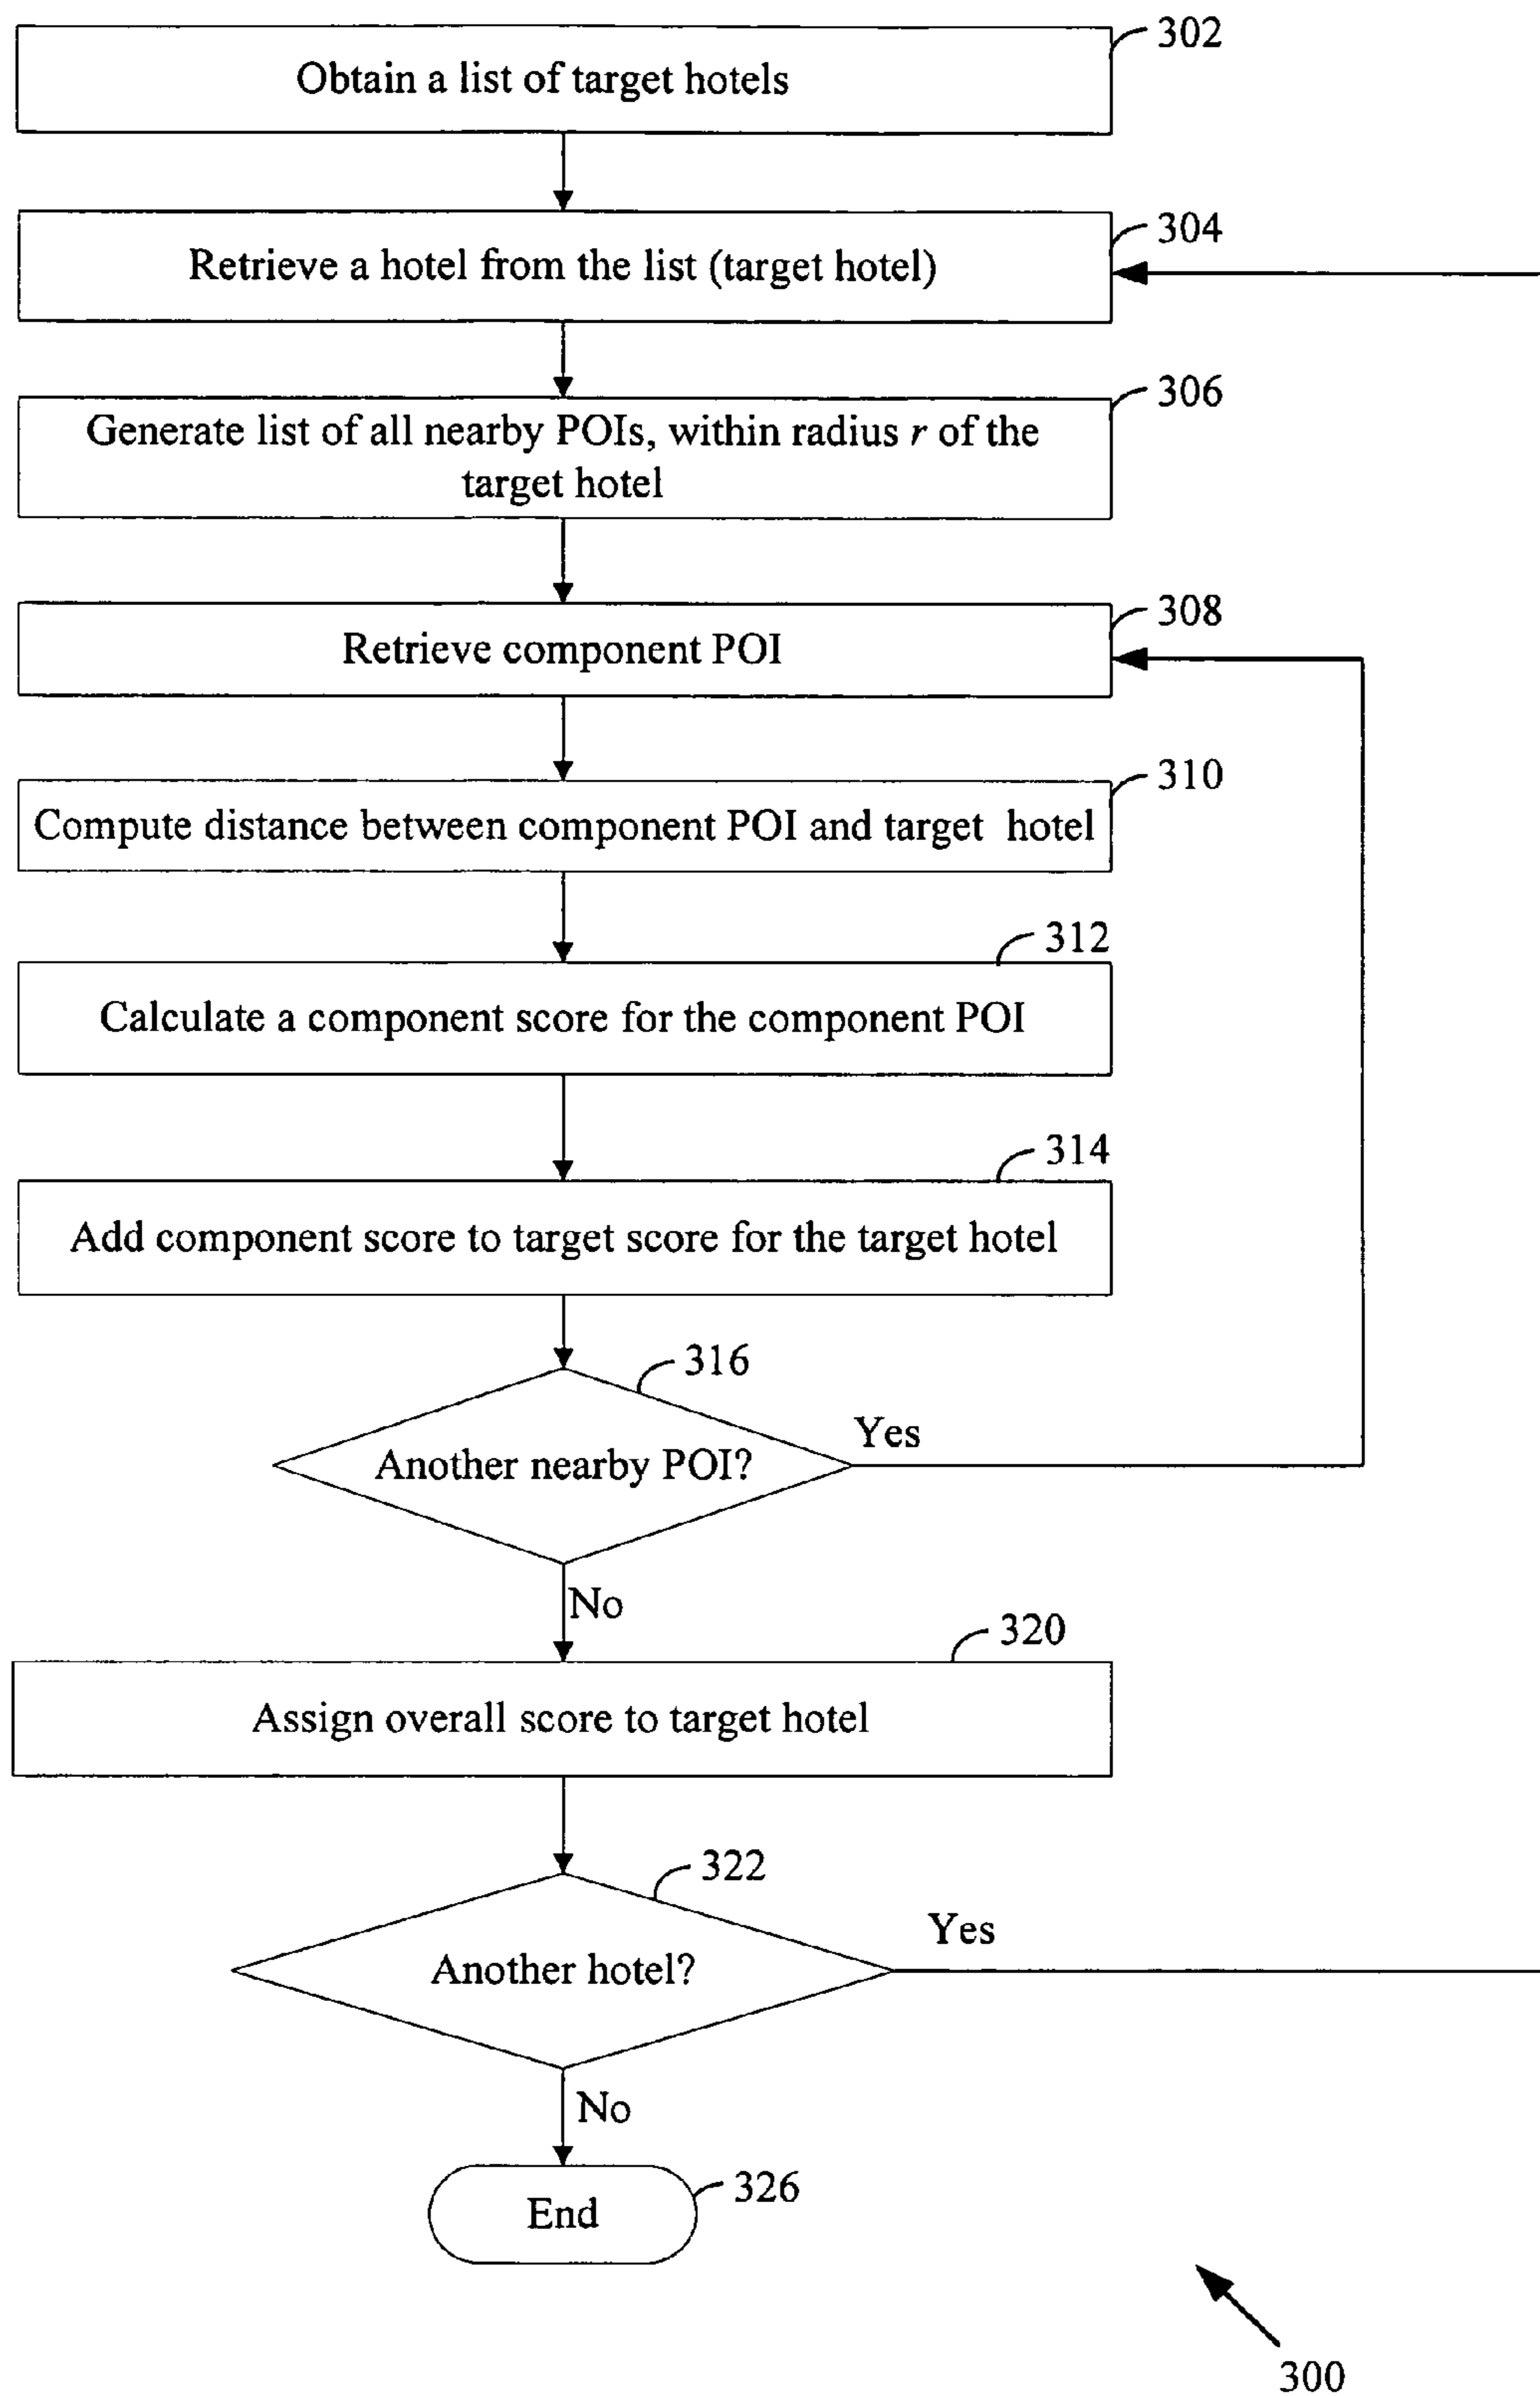 302
Obtain a list of target hotels
304
Retrieve a hotel from the list (target hotel)
306
Generate list of all nearby POIs, within radius r of the
target hotel
308
Retrieve component POI
310
Compute distance between component POI and target hotel
312
Calculate a component score for the component POI
314
Add component score to target score for the target hotel
316
Another nearby POI?
Yes
No
320
Assign overall score to target hotel
322
Another hotel?
Yes
No
End
326
300